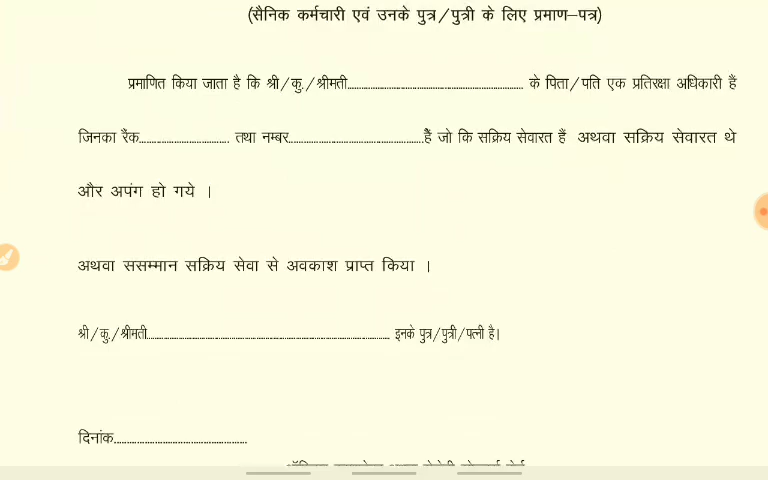 (सैनिक कर्मचारी एवं उनके पुत्र/पुत्री के लिए प्रमाण–पत्र)
प्रमाणित किया जाता है कि श्री/कु./श्रीमती.................................................................... के पिता/पति एक प्रतिरक्षा अधिकारी हैं
जिनका रैंक.................................. तथा नम्बर..................................................हैं जो कि सक्रिय सेवारत हैं अथवा सक्रिय सेवारत थे
और अपंग हो गये ।
अथवा ससम्मान सक्रिय सेवा से अवकाश प्राप्त किया ।
श्री/कु./श्रीमती.......................................................................................... इनके पुत्र/पुत्री/पत्नी है।
दिनांक....................................................